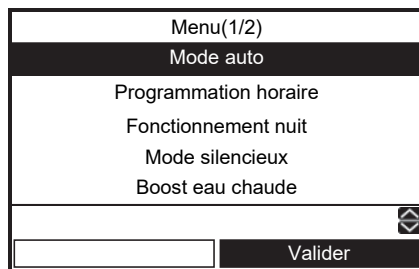 Menu(1/2)
Mode auto
Programmation horaire
Fonctionnement nuit
Mode silencieux
Boost eau chaude
Valider